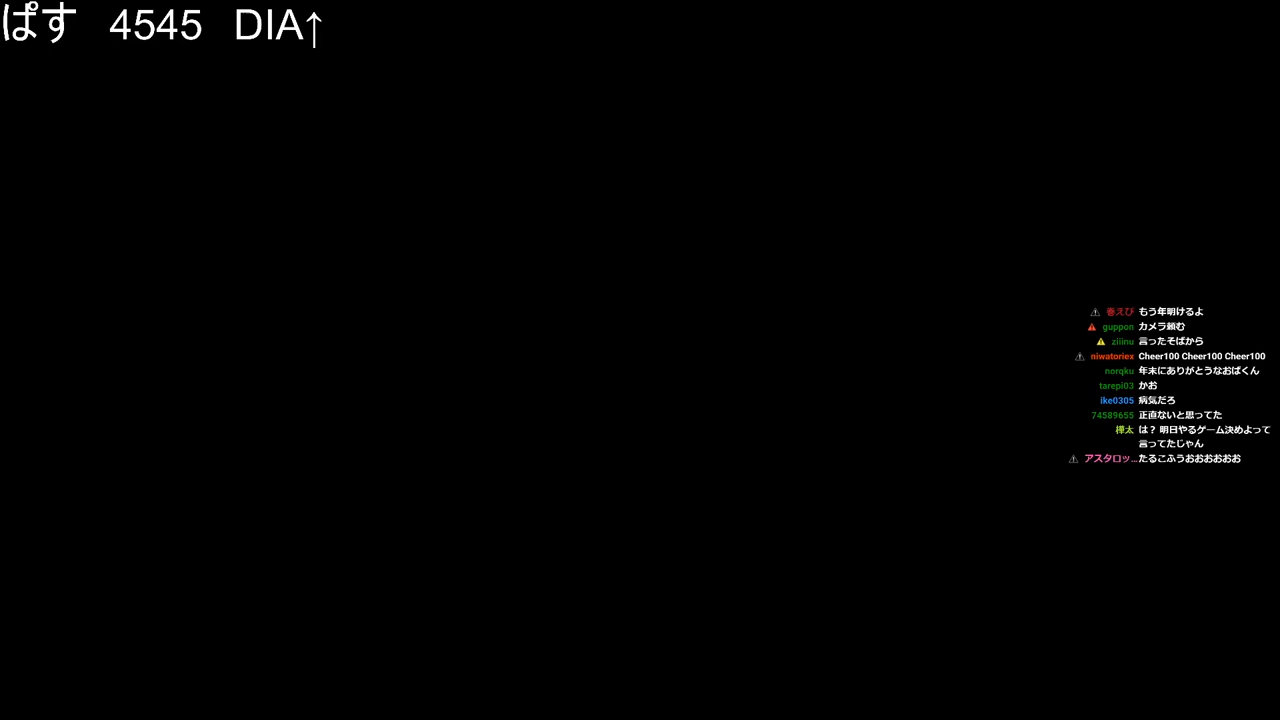 ぱす 4545 DIA↑
巻えび もう年明けるよ
guppon カメラ頼む
ziiinu 言ったそばから
niwatoriex Cheer100 Cheer100 Cheer100
norqku 年末にありがとうなおばくん
tarepi03 かお
ike0305 病気だろ
74589655 正直ないと思ってた
樺太 は？ 明日やるゲーム決めよって
言ってたじゃん
アスタロッ... たるこふうおおおおおお